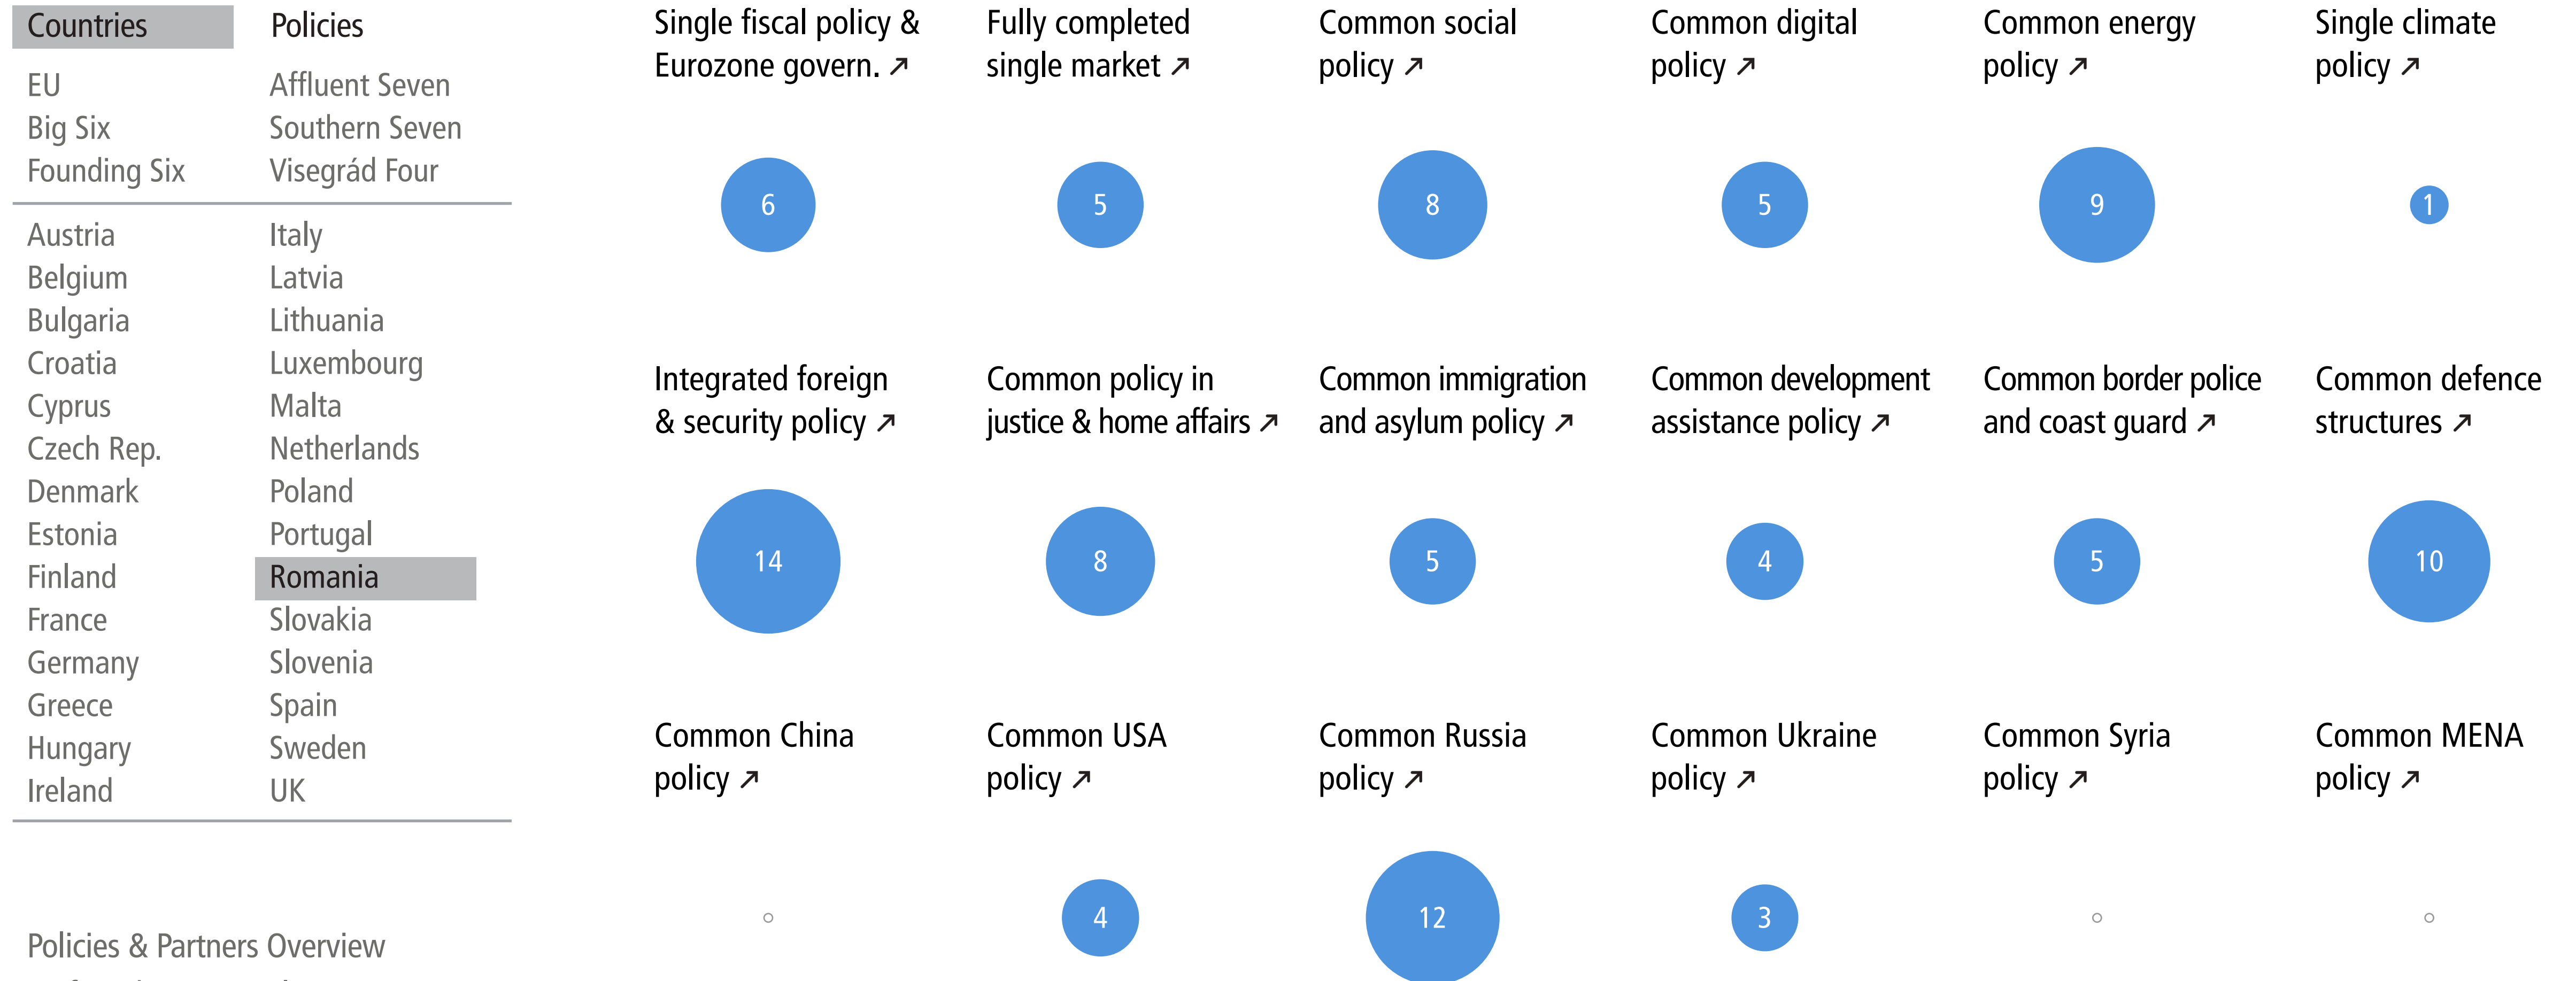 Countries
Policies
EU
Big Six
Founding Six
Affluent Seven
Southern Seven
Visegrád Four
Austria
Belgium
Bulgaria
Croatia
Cyprus
Czech Rep.
Denmark
Estonia
Finland
France
Germany
Greece
Hungary
Ireland
Italy
Latvia
Lithuania
Luxembourg
Malta
Netherlands
Poland
Portugal
Romania
Slovakia
Slovenia
Spain
Sweden
UK
Policies & Partners Overview
Single fiscal policy &
Eurozone govern. ↗
6
Fully completed
single market ↗
5
Common social
policy ↗
8
Common digital
policy ↗
5
Common energy
policy ↗
9
Single climate
policy ↗
1
Integrated foreign
& security policy ↗
14
Common policy in
justice & home affairs ↗
8
Common immigration
and asylum policy ↗
5
Common development
assistance policy ↗
4
Common border police
and coast guard ↗
5
Common defence
structures ↗
10
Common China
policy ↗
Common USA
policy ↗
4
Common Russia
policy ↗
12
Common Ukraine
policy ↗
3
Common Syria
policy ↗
Common MENA
policy ↗